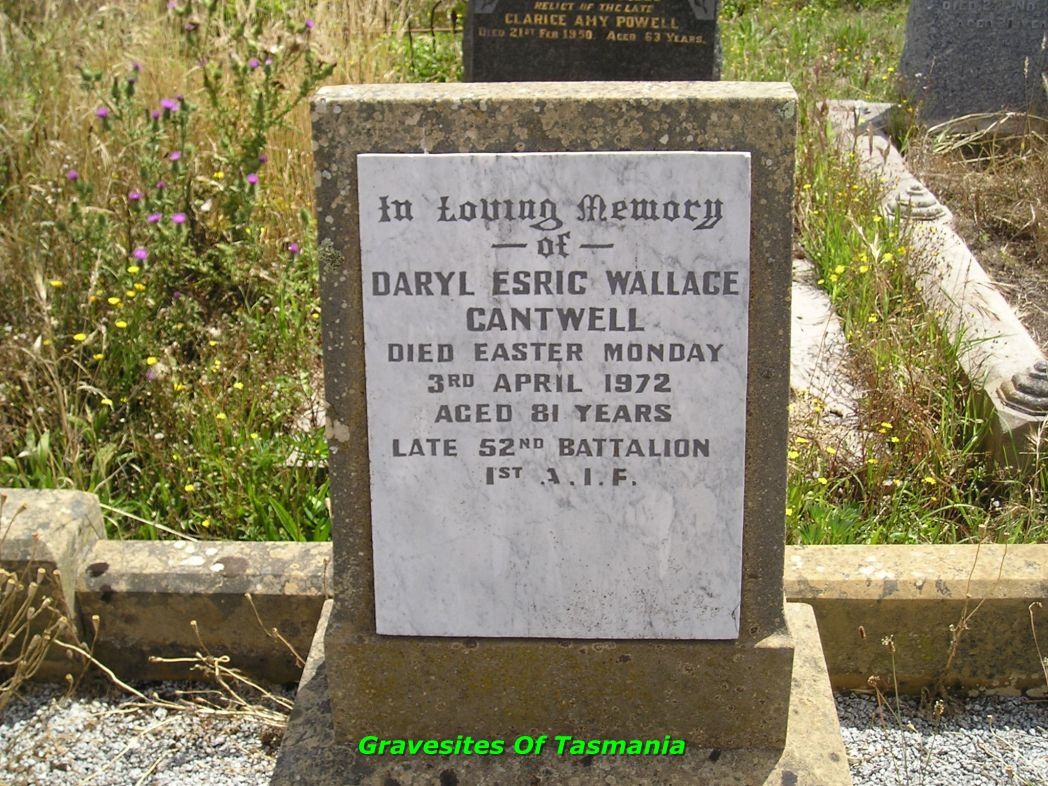 RELICT OF THE LATE
CLARICE AMY POWELL
DIED 21ST FEB 1950. AGED 63 YEARS.
In Loving Memory
— of —
DARYL ESRIC WALLACE
CANTWELL
DIED EASTER MONDAY
3RD APRIL 1972
AGED 81 YEARS
LATE 52ND BATTALION
1ST A.I.F.
Gravesites Of Tasmania